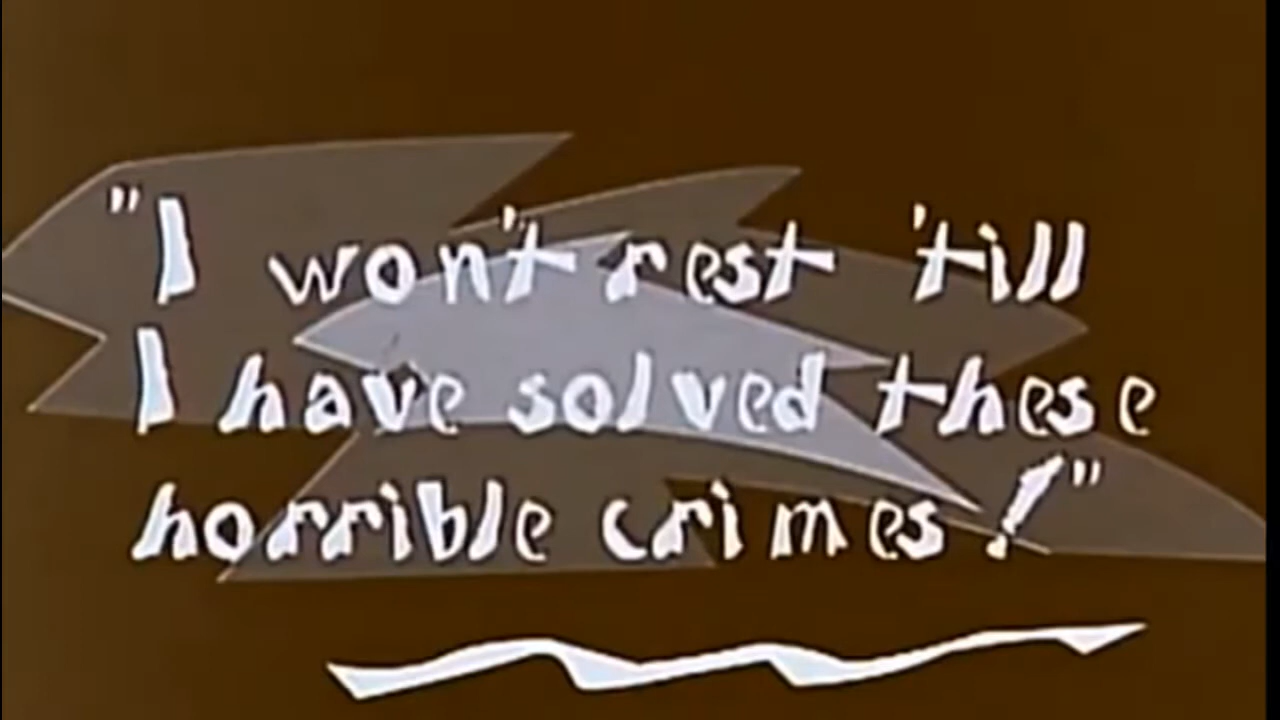 "I won't rest 'till
I have solved these
horrible crimes!"